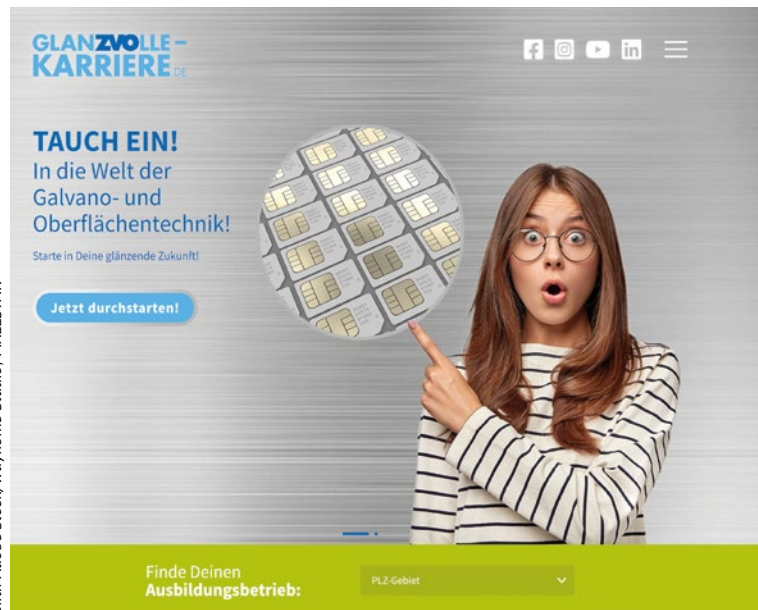 GLANZVOLLE-
KARRIERE.DE
TAUCH EIN!
In die Welt der
Galvano- und
Oberflächentechnik!
Starte in Deine glänzende Zukunft!
Jetzt durchstarten!
Finde Deinen
Ausbildungsbetrieb:
PLZ-Gebiet